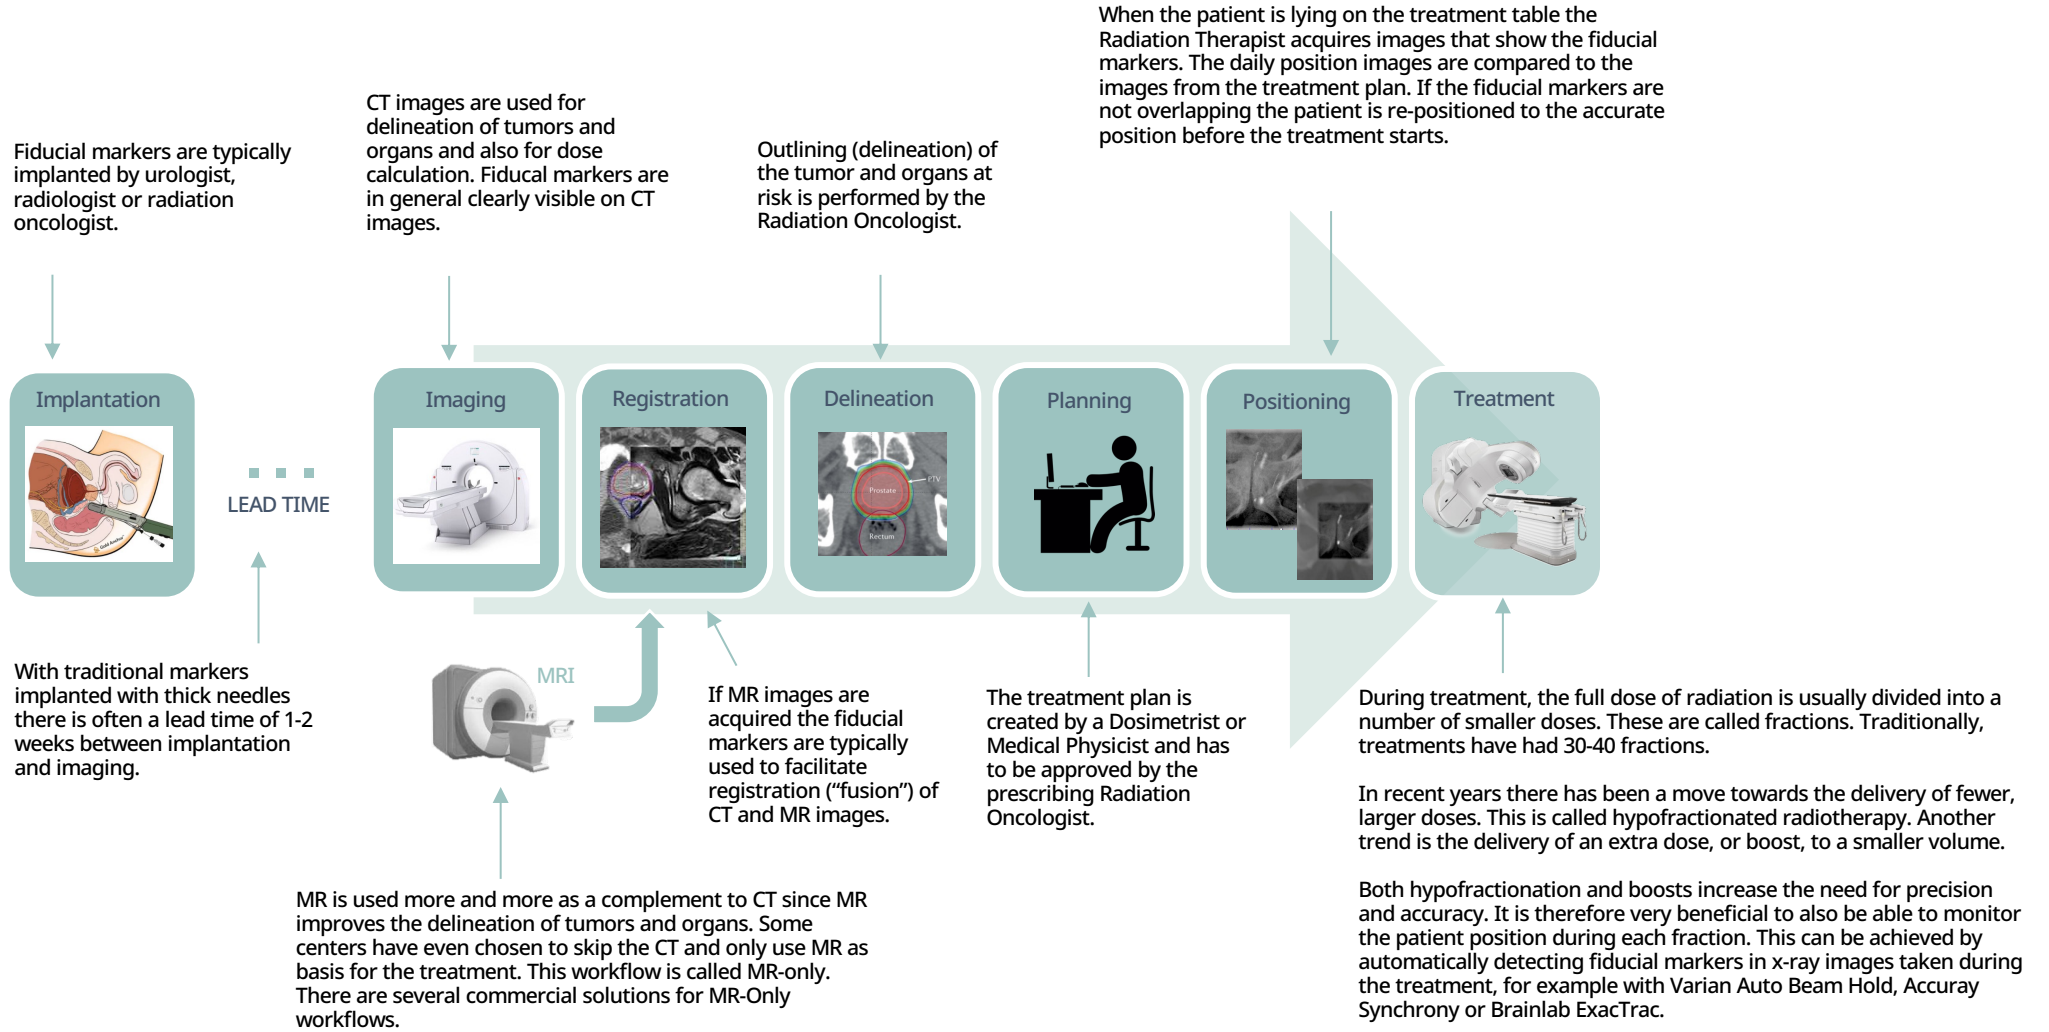 When the patient is lying on the treatment table the
Radiation Therapist acquires images that show the fiducial
markers. The daily position images are compared to the
images from the treatment plan. If the fiducial markers are
not overlapping the patient is re-positioned to the accurate
position before the treatment starts.
CT images are used for
delineation of tumors and
organs and also for dose
calculation. Fiducal markers are
in general clearly visible on CT
images.
Fiducial markers are typically
implanted by urologist,
radiologist or radiation
oncologist.
Outlining (delineation) of
the tumor and organs at
risk is performed by the
Radiation Oncologist.
Implantation
LEAD TIME
Imaging
Registration
Delineation
Prostate
PTV
Rectum
Planning
Positioning
Treatment
With traditional markers
implanted with thick needles
there is often a lead time of 1-2
weeks between implantation
and imaging.
MRI
If MR images are
acquired the fiducial
markers are typically
used to facilitate
registration (“fusion”) of
CT and MR images.
The treatment plan is
created by a Dosimetrist or
Medical Physicist and has
to be approved by the
prescribing Radiation
Oncologist.
During treatment, the full dose of radiation is usually divided into a
number of smaller doses. These are called fractions. Traditionally,
treatments have had 30-40 fractions.
In recent years there has been a move towards the delivery of fewer,
larger doses. This is called hypofractionated radiotherapy. Another
trend is the delivery of an extra dose, or boost, to a smaller volume.
Both hypofractionation and boosts increase the need for precision
and accuracy. It is therefore very beneficial to also be able to monitor
the patient position during each fraction. This can be achieved by
automatically detecting fiducial markers in x-ray images taken during
the treatment, for example with Varian Auto Beam Hold, Accuray
Synchrony or Brainlab ExacTrac.
MR is used more and more as a complement to CT since MR
improves the delineation of tumors and organs. Some
centers have even chosen to skip the CT and only use MR as
basis for the treatment. This workflow is called MR-only.
There are several commercial solutions for MR-Only
workflows.